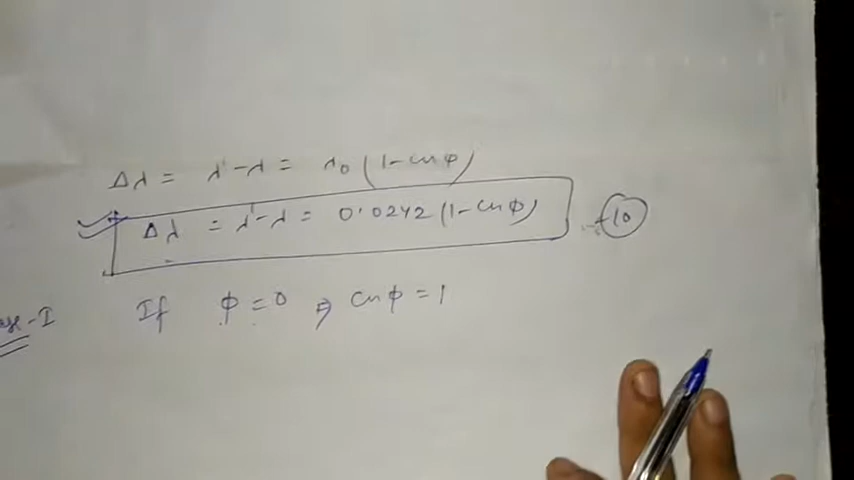 Δλ = λ' - λ = λ₀ (1 - cos φ)
Δλ = λ' - λ = 0.0242 (1 - cos φ) - (10)
-I If φ = 0 ⇒ cos φ = 1